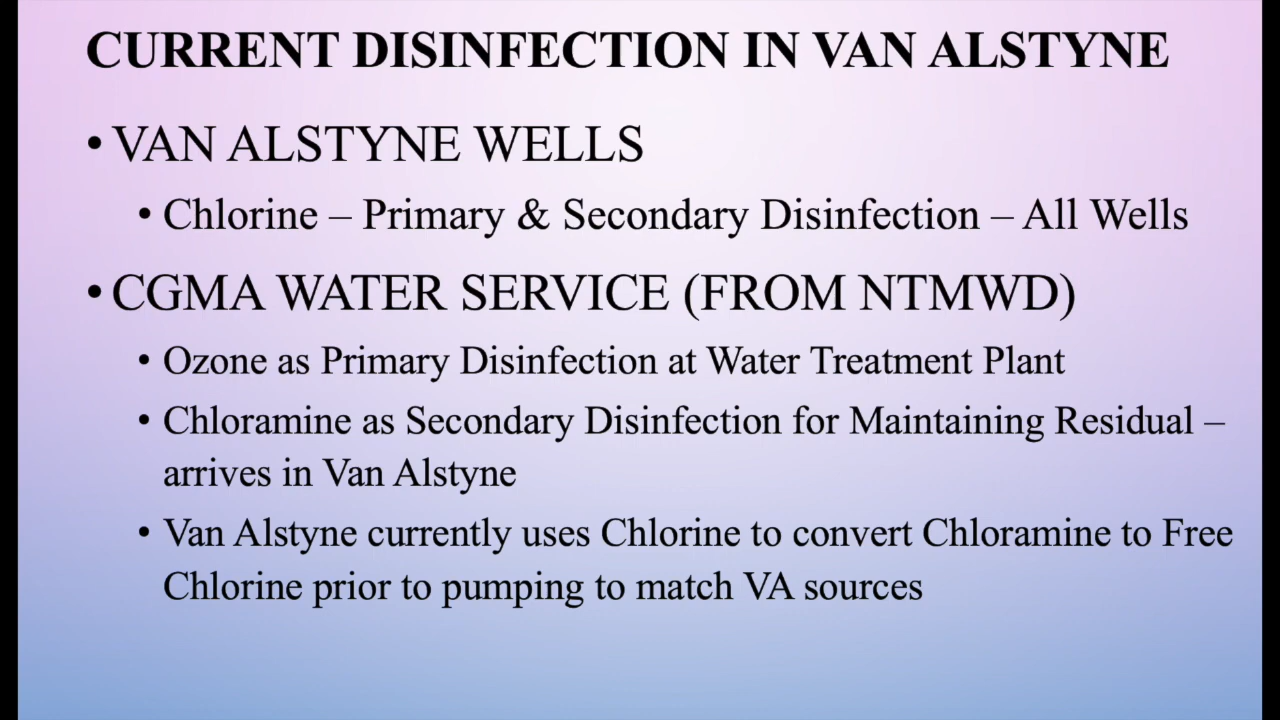 CURRENT DISINFECTION IN VAN ALSTYNE
• VAN ALSTYNE WELLS
• Chlorine – Primary & Secondary Disinfection – All Wells
• CGMA WATER SERVICE (FROM NTMWD)
• Ozone as Primary Disinfection at Water Treatment Plant
• Chloramine as Secondary Disinfection for Maintaining Residual –
arrives in Van Alstyne
• Van Alstyne currently uses Chlorine to convert Chloramine to Free
Chlorine prior to pumping to match VA sources